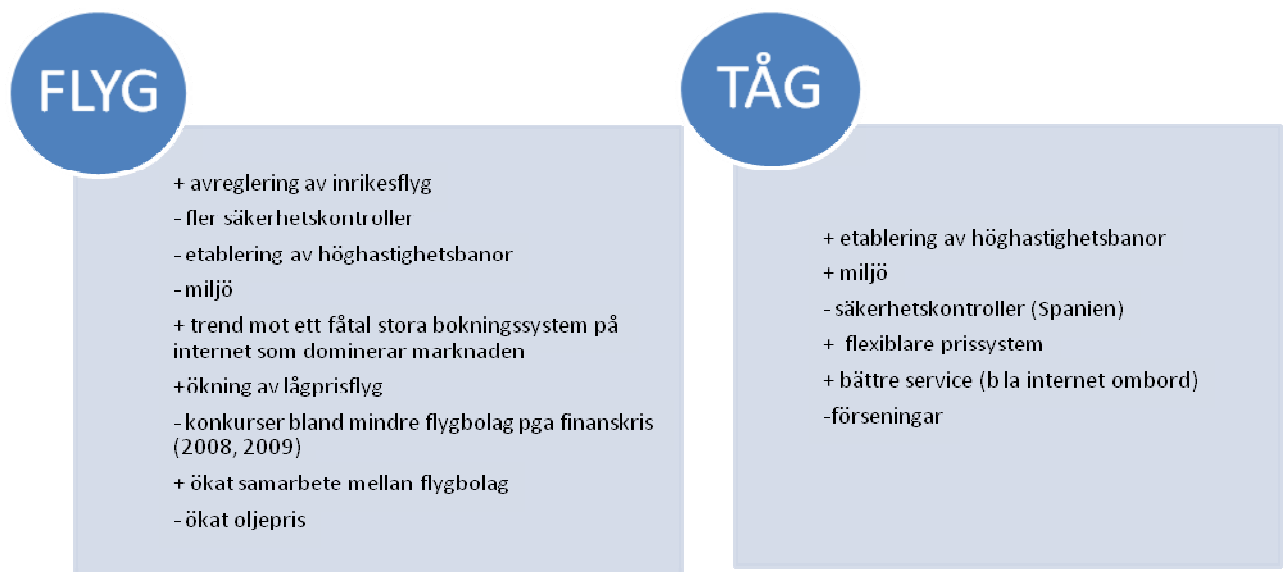 FLYG
+ avreglering av inrikesflyg
- fler säkerhetskontroller
- etablering av höghastighetsbanor
- miljö
+ trend mot ett fåtal stora bokningssystem på
internet som dominerar marknaden
+ökning av lågprisflyg
- konkurser bland mindre flygbolag pga finanskris
(2008, 2009)
+ ökat samarbete mellan flygbolag
- ökat oljepris
TÅG
+ etablering av höghastighetsbanor
+ miljö
- säkerhetskontroller (Spanien)
+ flexiblare prissystem
+ bättre service (bla internet ombord)
-förseningar